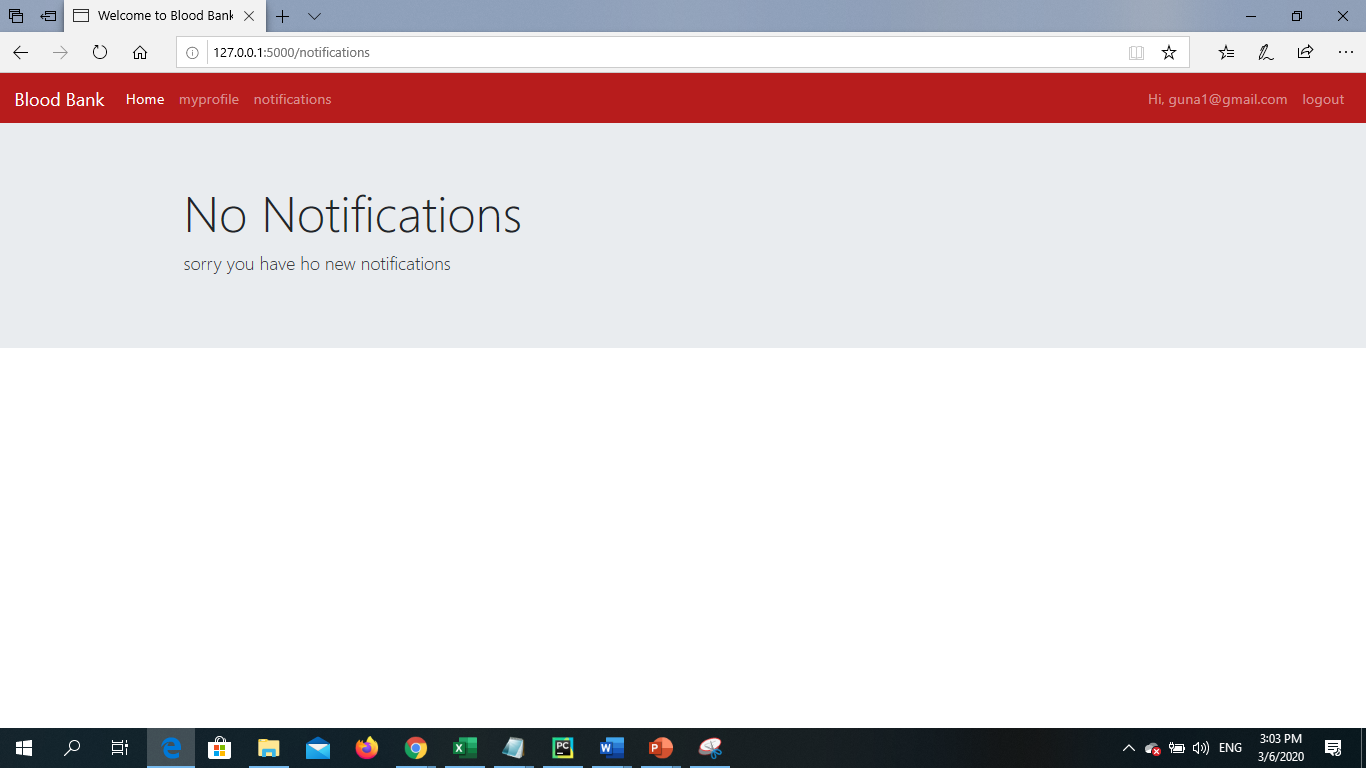 Welcome to Blood Bank
127.0.0.1:5000/notifications
Blood Bank Home myprofile notifications Hi, guna1@gmail.com logout
No Notifications
sorry you have ho new notifications
ENG
3:03 PM
3/6/2020